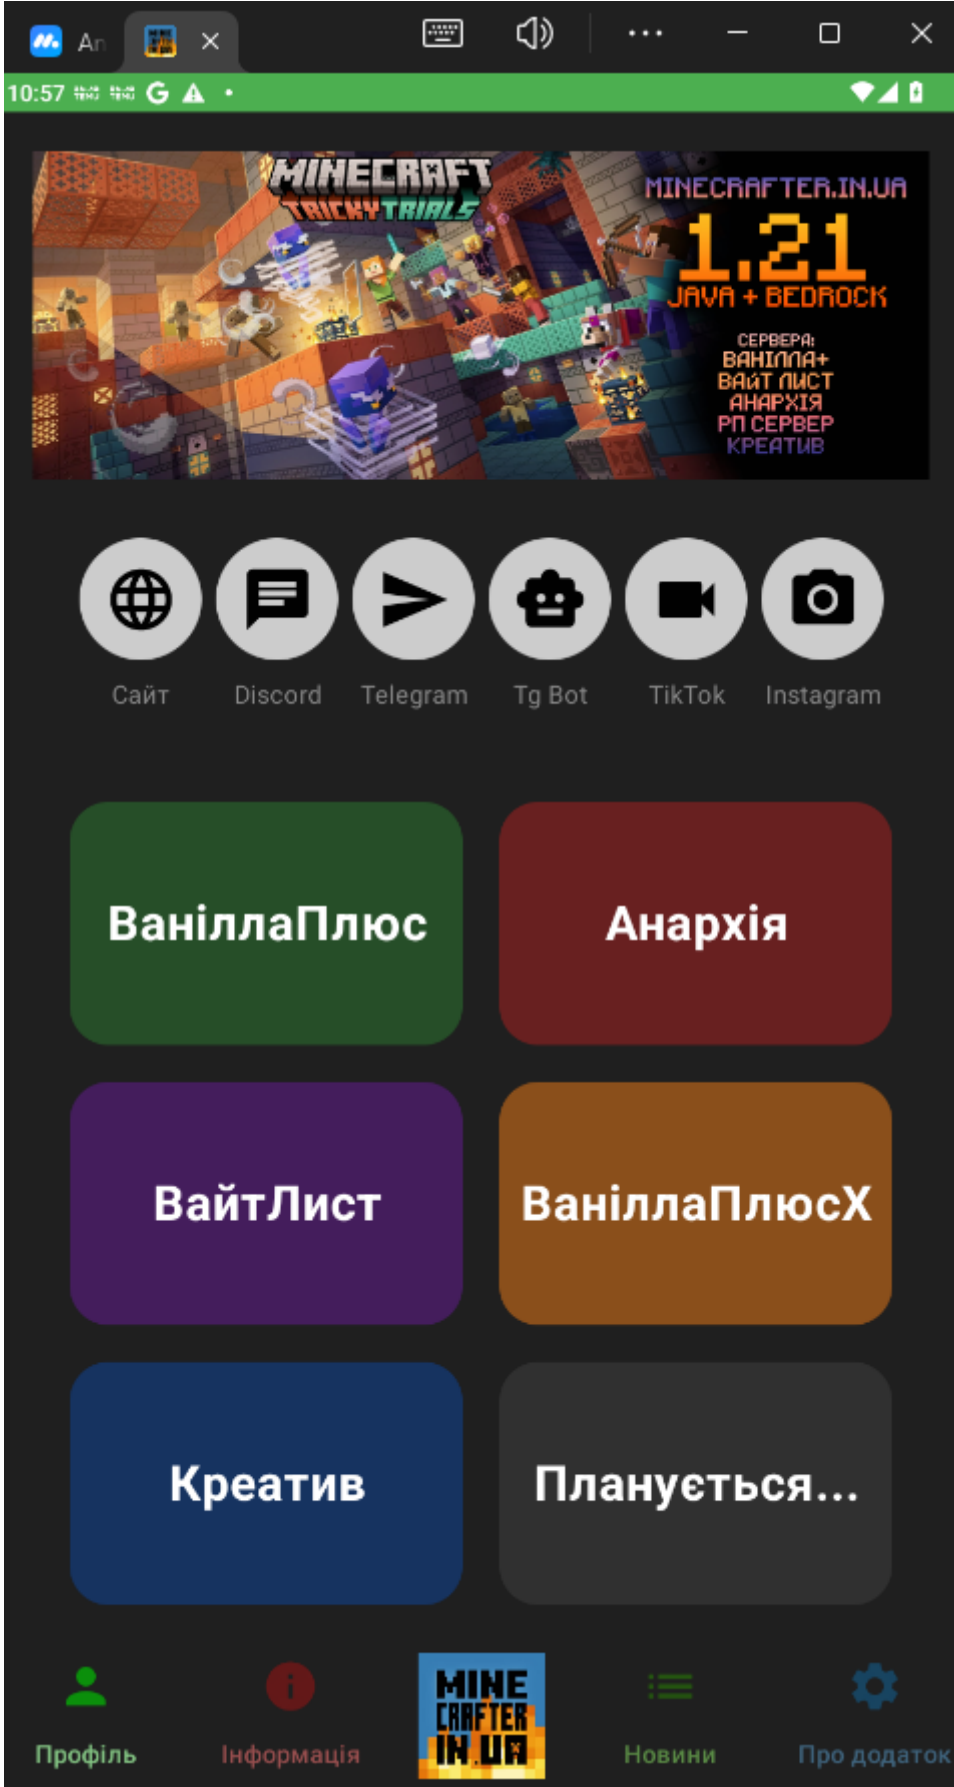 An
10:57
MINECRAFT
TRICKY TRIALS
MINECRAFTER.IN.UA
1.21
JAVA + BEDROCK
СЕРВЕРА:
ВАНІЛЛА+
ВАЙТ ЛИСТ
АНАРХІЯ
РП СЕРВЕР
КРЕАТИВ
Сайт
Discord
Telegram
Tg Bot
TikTok
Instagram
ВаніллаПлюс
Анархія
ВайтЛист
ВаніллаПлюсХ
Креатив
Планується...
MINE
CRAFTER
IN.UA
Профіль
Інформація
Новини
Про додаток